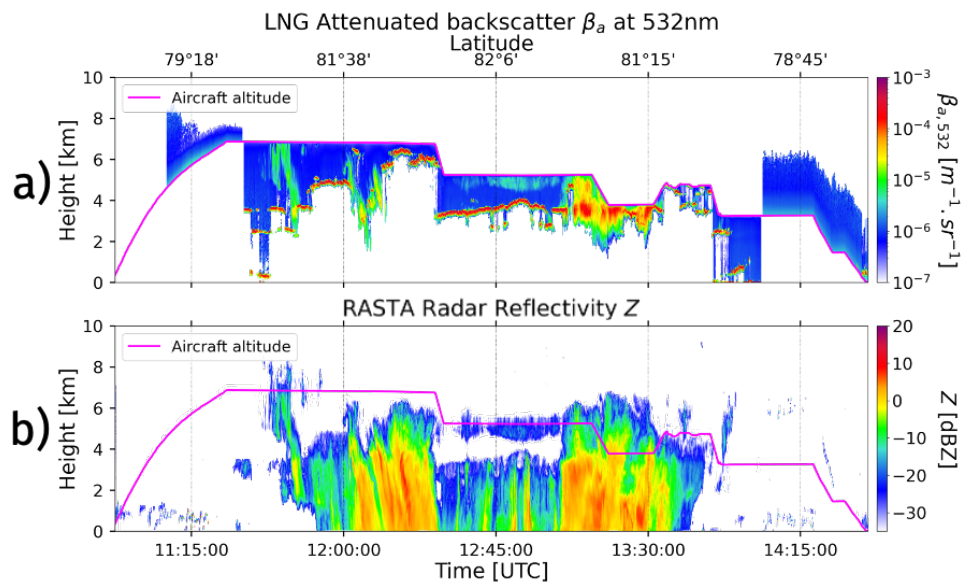 LNG Attenuated backscatter βa at 532nm
Latitude
79°18' 81°38' 82°6' 81°15' 78°45'
a)
Height [km]
10
8
6
4
2
0
Aircraft altitude
10⁻³
10⁻⁴
10⁻⁵
10⁻⁶
10⁻⁷
βa,532 [m⁻¹.sr⁻¹]
RASTA Radar Reflectivity Z
b)
Height [km]
10
8
6
4
2
0
Aircraft altitude
20
10
0
−10
−20
−30
Z [dBZ]
11:15:00 12:00:00 12:45:00 13:30:00 14:15:00
Time [UTC]